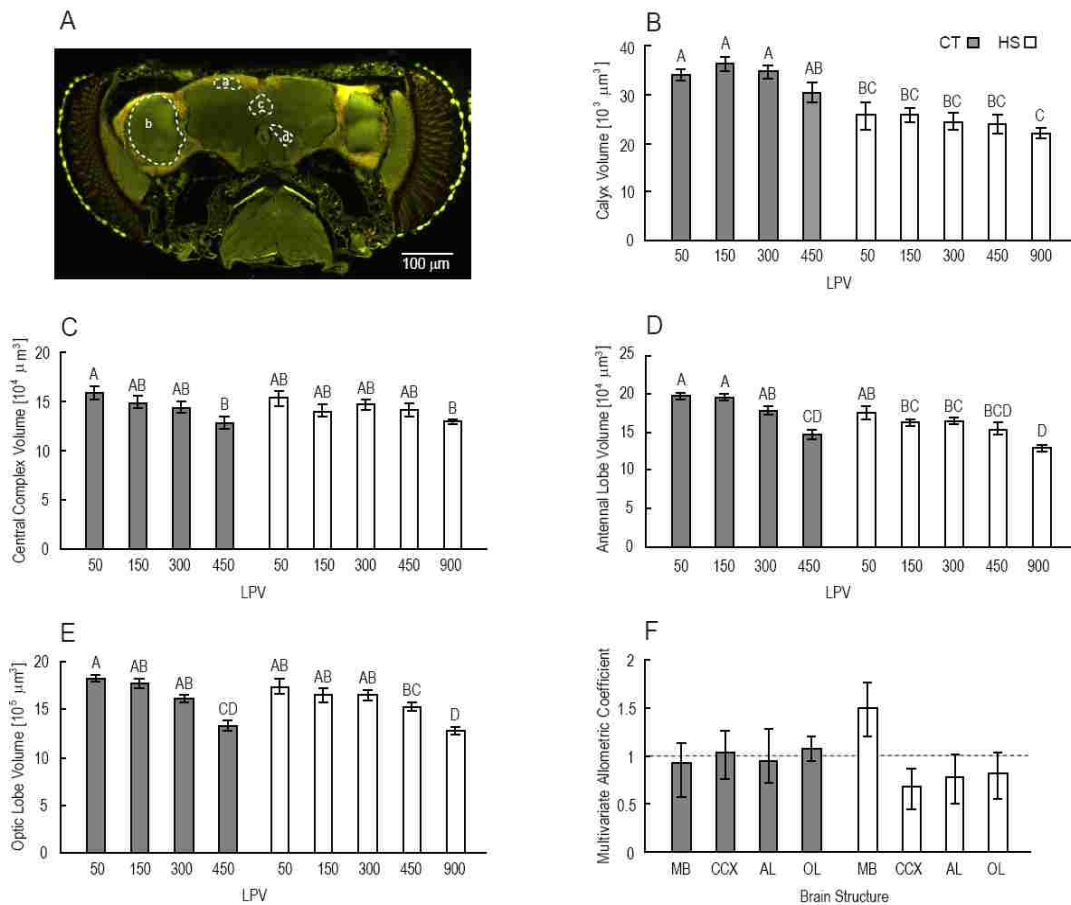 A
a
b
c
d
100 μm
B
CT HS
Calyx Volume [10³ μm³]
40
30
20
10
0
A A A AB BC BC BC BC C
50 150 300 450 50 150 300 450 900
LPV
C
Central Complex Volume [10⁴ μm³]
20
15
10
5
0
A AB AB B AB AB AB AB B
50 150 300 450 50 150 300 450 900
LPV
D
Antennal Lobe Volume [10⁴ μm³]
25
20
15
10
5
0
A A AB CD AB BC BC BCD D
50 150 300 450 50 150 300 450 900
LPV
E
Optic Lobe Volume [10⁵ μm³]
20
15
10
5
0
A AB AB CD AB AB AB BC D
50 150 300 450 50 150 300 450 900
LPV
F
Multivariate Allometric Coefficient
2
1.5
1
0.5
0
MB CCX AL OL MB CCX AL OL
Brain Structure